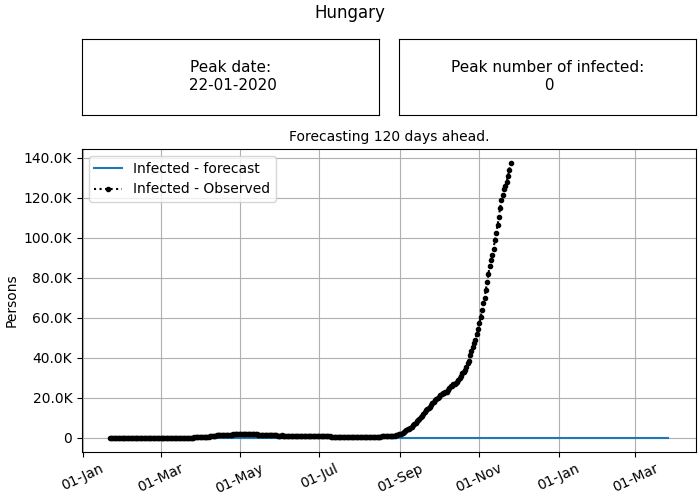 Hungary
Peak date:
22-01-2020
Peak number of infected:
0
Forecasting 120 days ahead.
Infected - forecast
Infected - Observed
140.0K
120.0K
100.0K
80.0K
60.0K
40.0K
20.0K
0
Persons
01-Jan
01-Mar
01-May
01-Jul
01-Sep
01-Nov
01-Jan
01-Mar